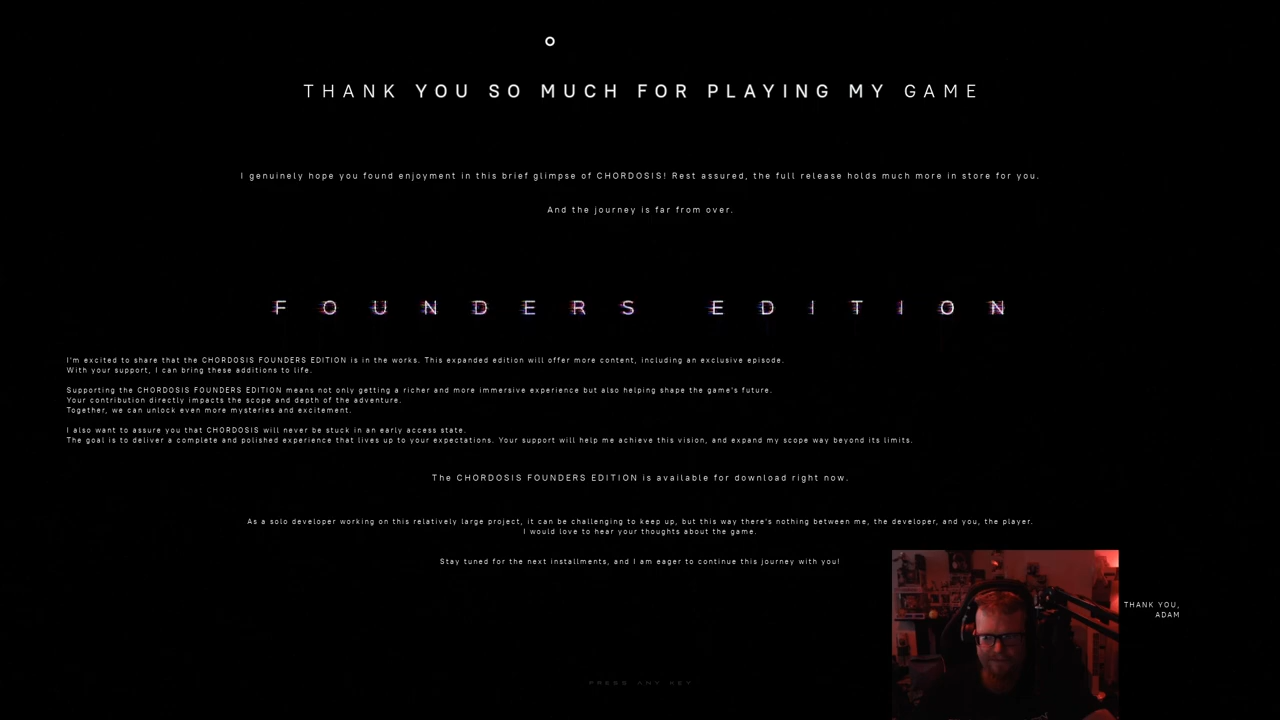 THANK YOU SO MUCH FOR PLAYING MY GAME
I genuinely hope you found enjoyment in this brief glimpse of CHORDOSIS! Rest assured, the full release holds much more in store for you.
And the journey is far from over.
FOUNDERS EDITION
I'm excited to share that the CHORDOSIS FOUNDERS EDITION is in the works. This expanded edition will offer more content, including an exclusive episode.
With your support, I can bring these additions to life.
Supporting the CHORDOSIS FOUNDERS EDITION means not only getting a richer and more immersive experience but also helping shape the game's future.
Your contribution directly impacts the scope and depth of the adventure.
Together, we can unlock even more mysteries and excitement.
I also want to assure you that CHORDOSIS will never be stuck in an early access state.
The goal is to deliver a complete and polished experience that lives up to your expectations. Your support will help me achieve this vision, and expand my scope way beyond its limits.
The CHORDOSIS FOUNDERS EDITION is available for download right now.
As a solo developer working on this relatively large project, it can be challenging to keep up, but this way there's nothing between me, the developer, and you, the player.
I would love to hear your thoughts about the game.
Stay tuned for the next installments, and I am eager to continue this journey with you!
THANK YOU,
ADAM
PRESS ANY KEY